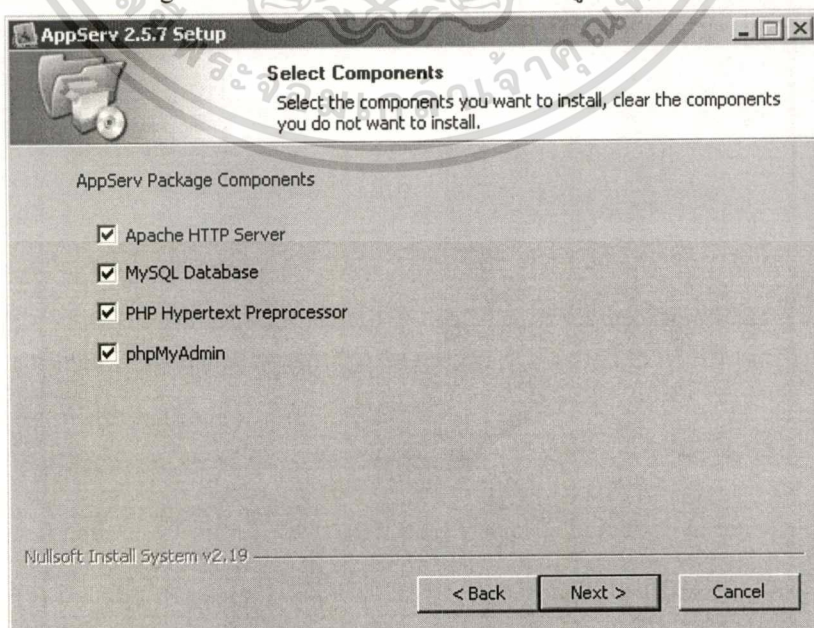 AppServ 2.5.7 Setup
Select Components
Select the components you want to install, clear the components
you do not want to install.
AppServ Package Components
Apache HTTP Server
MySQL Database
PHP Hypertext Preprocessor
phpMyAdmin
Nullsoft Install System v2.19
< Back
Next >
Cancel